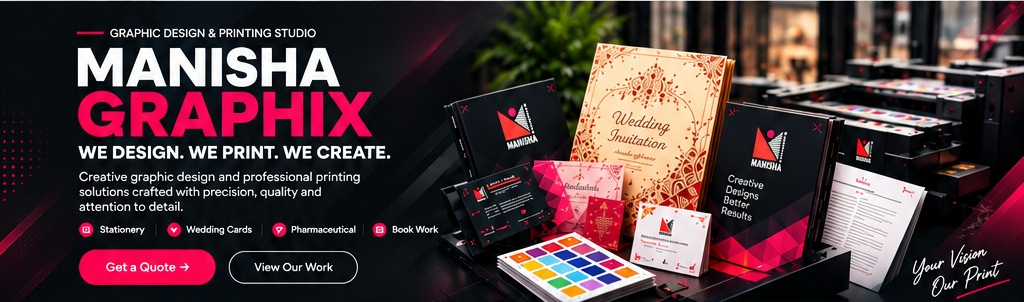 GRAPHIC DESIGN & PRINTING STUDIO
MANISHA
GRAPHIX
WE DESIGN. WE PRINT. WE CREATE.
Creative graphic design and professional printing
solutions crafted with precision, quality and
attention to detail.
Stationery
Wedding Cards
Pharmaceutical
Book Work
Get a Quote →
View Our Work
MANISHA
Wedding
Invitation
MANISHA
Creative
Designs
Better
Results
Your Vision
Our Print